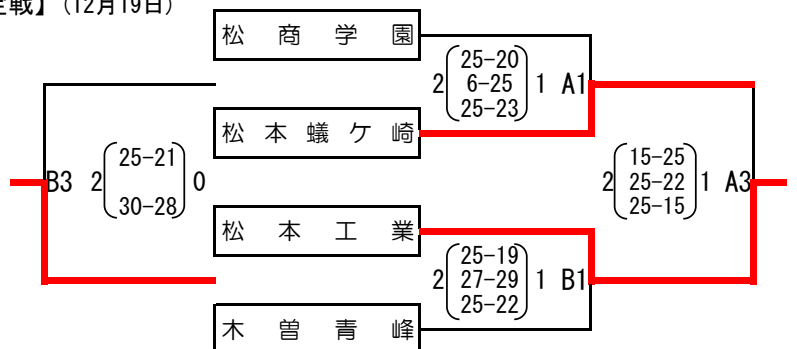 定戦】（12月19日）
松商学園
2 25-20 6-25 25-23 1 A1
松本蟻ケ崎
B3 2 25-21 30-28 0
2 15-25 25-22 25-15 1 A3
松本工業
2 25-19 27-29 25-22 1 B1
木曽青峰